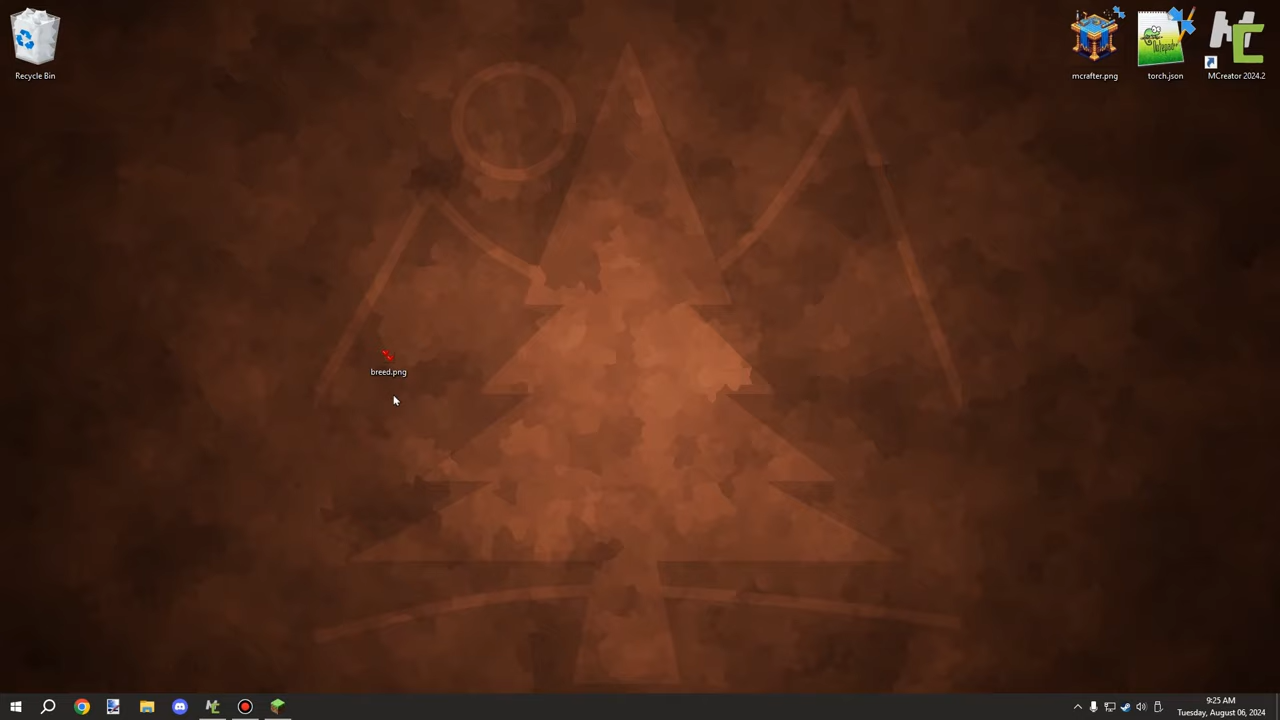 Recycle Bin
mcrafter.png
torch.json
MCreator 2024.2
breed.png
9:25 AM
Tuesday, August 06, 2024